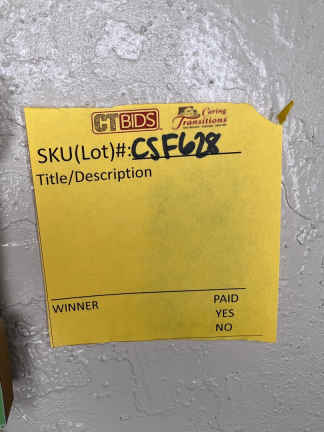 CTBIDS Caring Transitions
SKU(Lot)#: CSF628
Title/Description
WINNER PAID
YES
NO